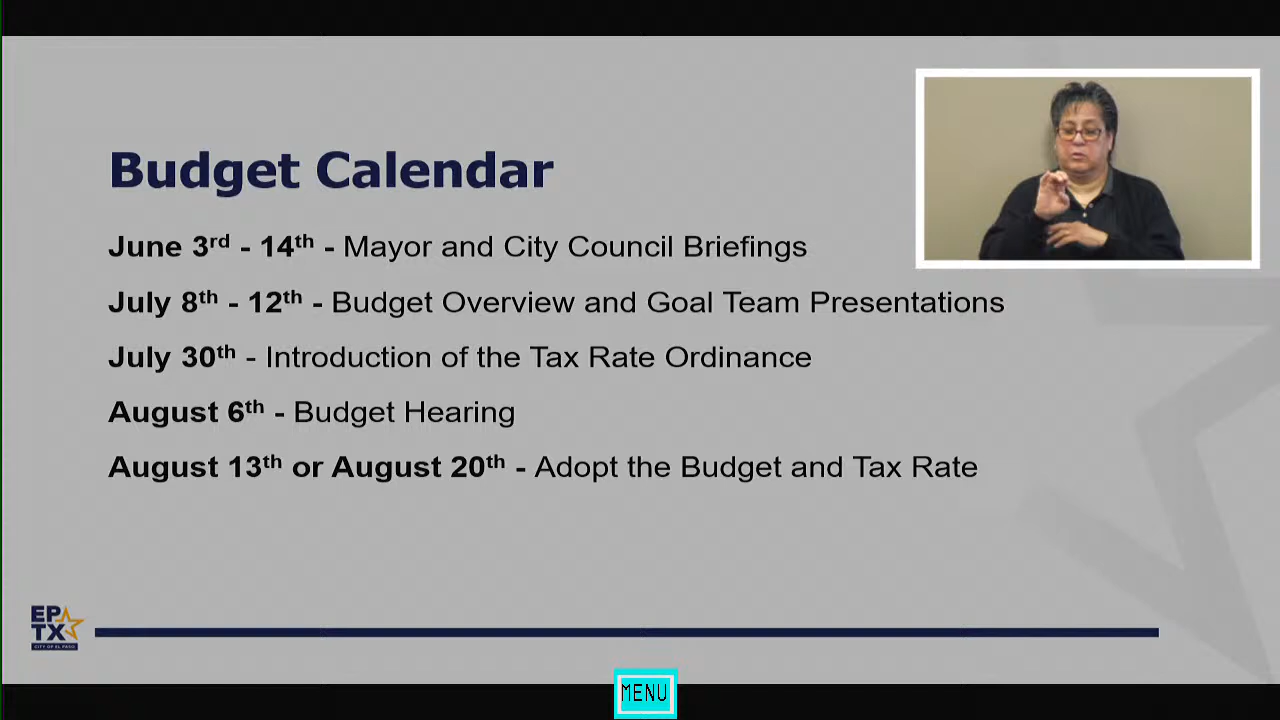 Budget Calendar
June 3rd - 14th - Mayor and City Council Briefings
July 8th - 12th - Budget Overview and Goal Team Presentations
July 30th - Introduction of the Tax Rate Ordinance
August 6th - Budget Hearing
August 13th or August 20th - Adopt the Budget and Tax Rate
EP
TX
CITY OF EL PASO
MENU